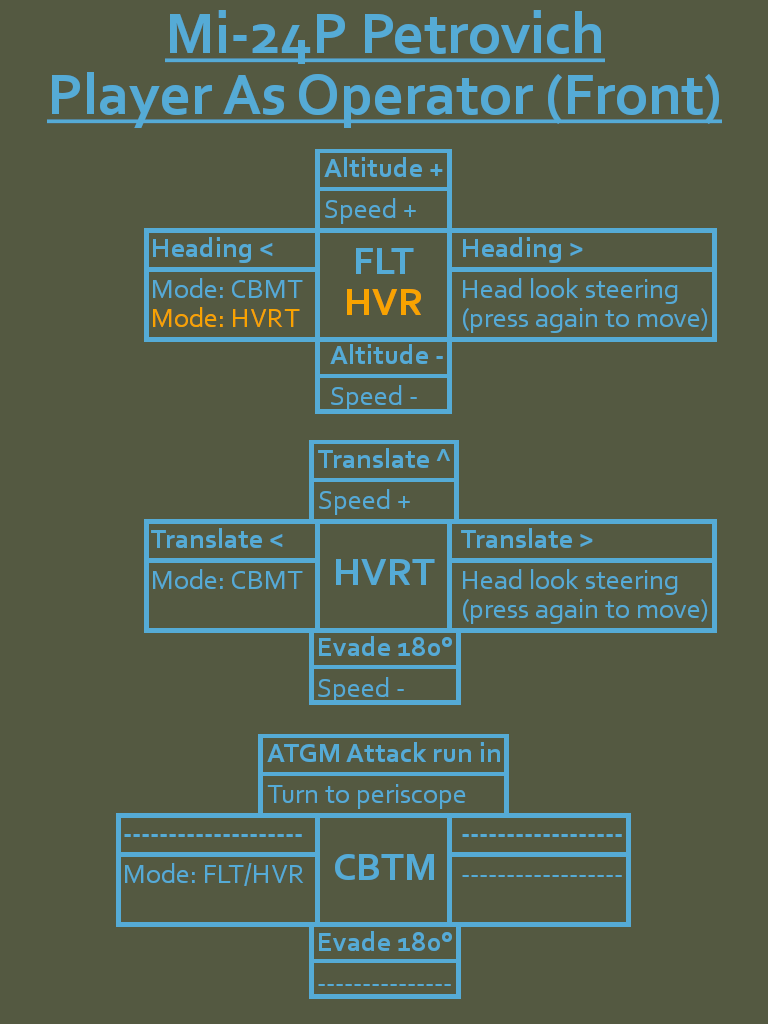 Mi-24P Petrovich
Player As Operator (Front)
Altitude +
Speed +
Heading <
Mode: CBMT
Mode: HVRT
FLT
HVR
Heading >
Head look steering
(press again to move)
Altitude -
Speed -
Translate ^
Speed +
Translate <
Mode: CBMT
HVRT
Translate >
Head look steering
(press again to move)
Evade 180°
Speed -
ATGM Attack run in
Turn to periscope
--------------------
Mode: FLT/HVR
CBTM
------------------
------------------
Evade 180°
---------------